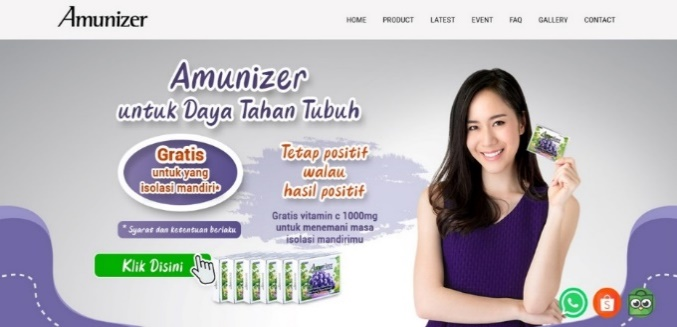 Amunizer
HOME PRODUCT LATEST EVENT FAQ GALLERY CONTACT
Amunizer
untuk Daya Tahan Tubuh
Gratis
untuk yang
isolasi mandiri*
* Syarat dan ketentuan berlaku
Tetap positif
walau
hasil positif
Gratis vitamin c 1000mg
untuk menemani masa
isolasi mandirimu
Klik Disini
Amunizer